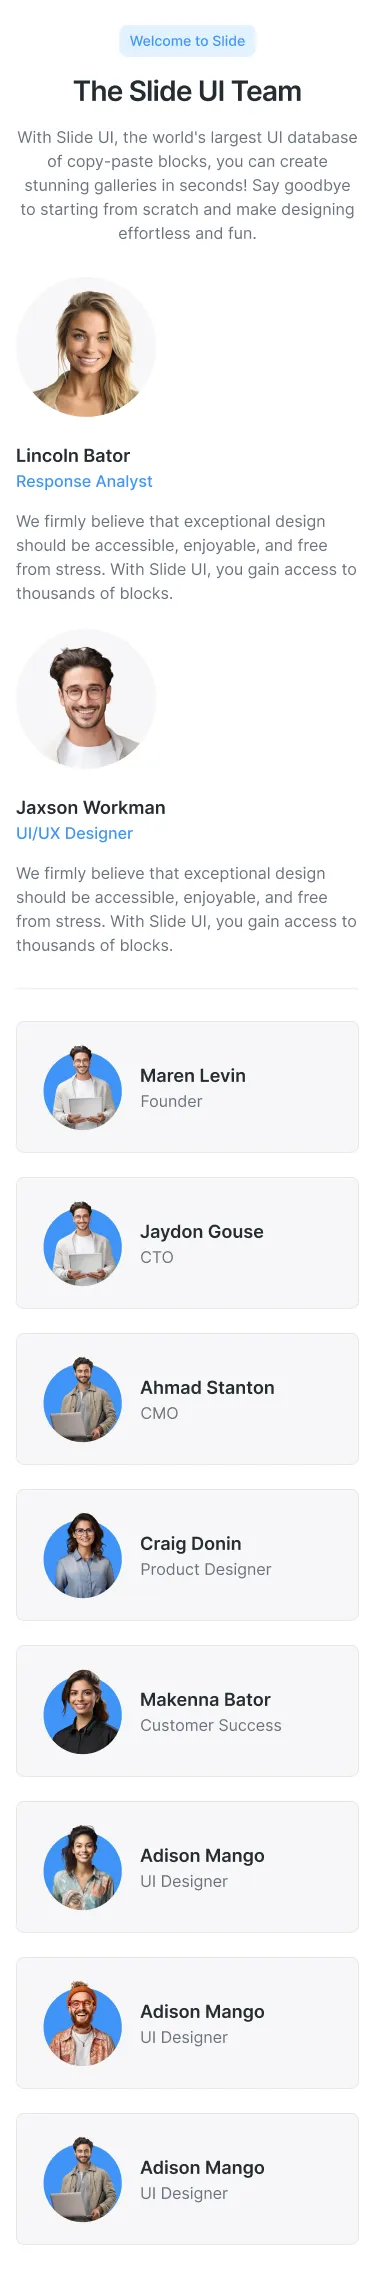 Welcome to Slide
The Slide UI Team
With Slide UI, the world's largest UI database
of copy-paste blocks, you can create
stunning galleries in seconds! Say goodbye
to starting from scratch and make designing
effortless and fun.
Lincoln Bator
Response Analyst
We firmly believe that exceptional design
should be accessible, enjoyable, and free
from stress. With Slide UI, you gain access to
thousands of blocks.
Jaxson Workman
UI/UX Designer
We firmly believe that exceptional design
should be accessible, enjoyable, and free
from stress. With Slide UI, you gain access to
thousands of blocks.
Maren Levin
Founder
Jaydon Gouse
CTO
Ahmad Stanton
CMO
Craig Donin
Product Designer
Makenna Bator
Customer Success
Adison Mango
UI Designer
Adison Mango
UI Designer
Adison Mango
UI Designer